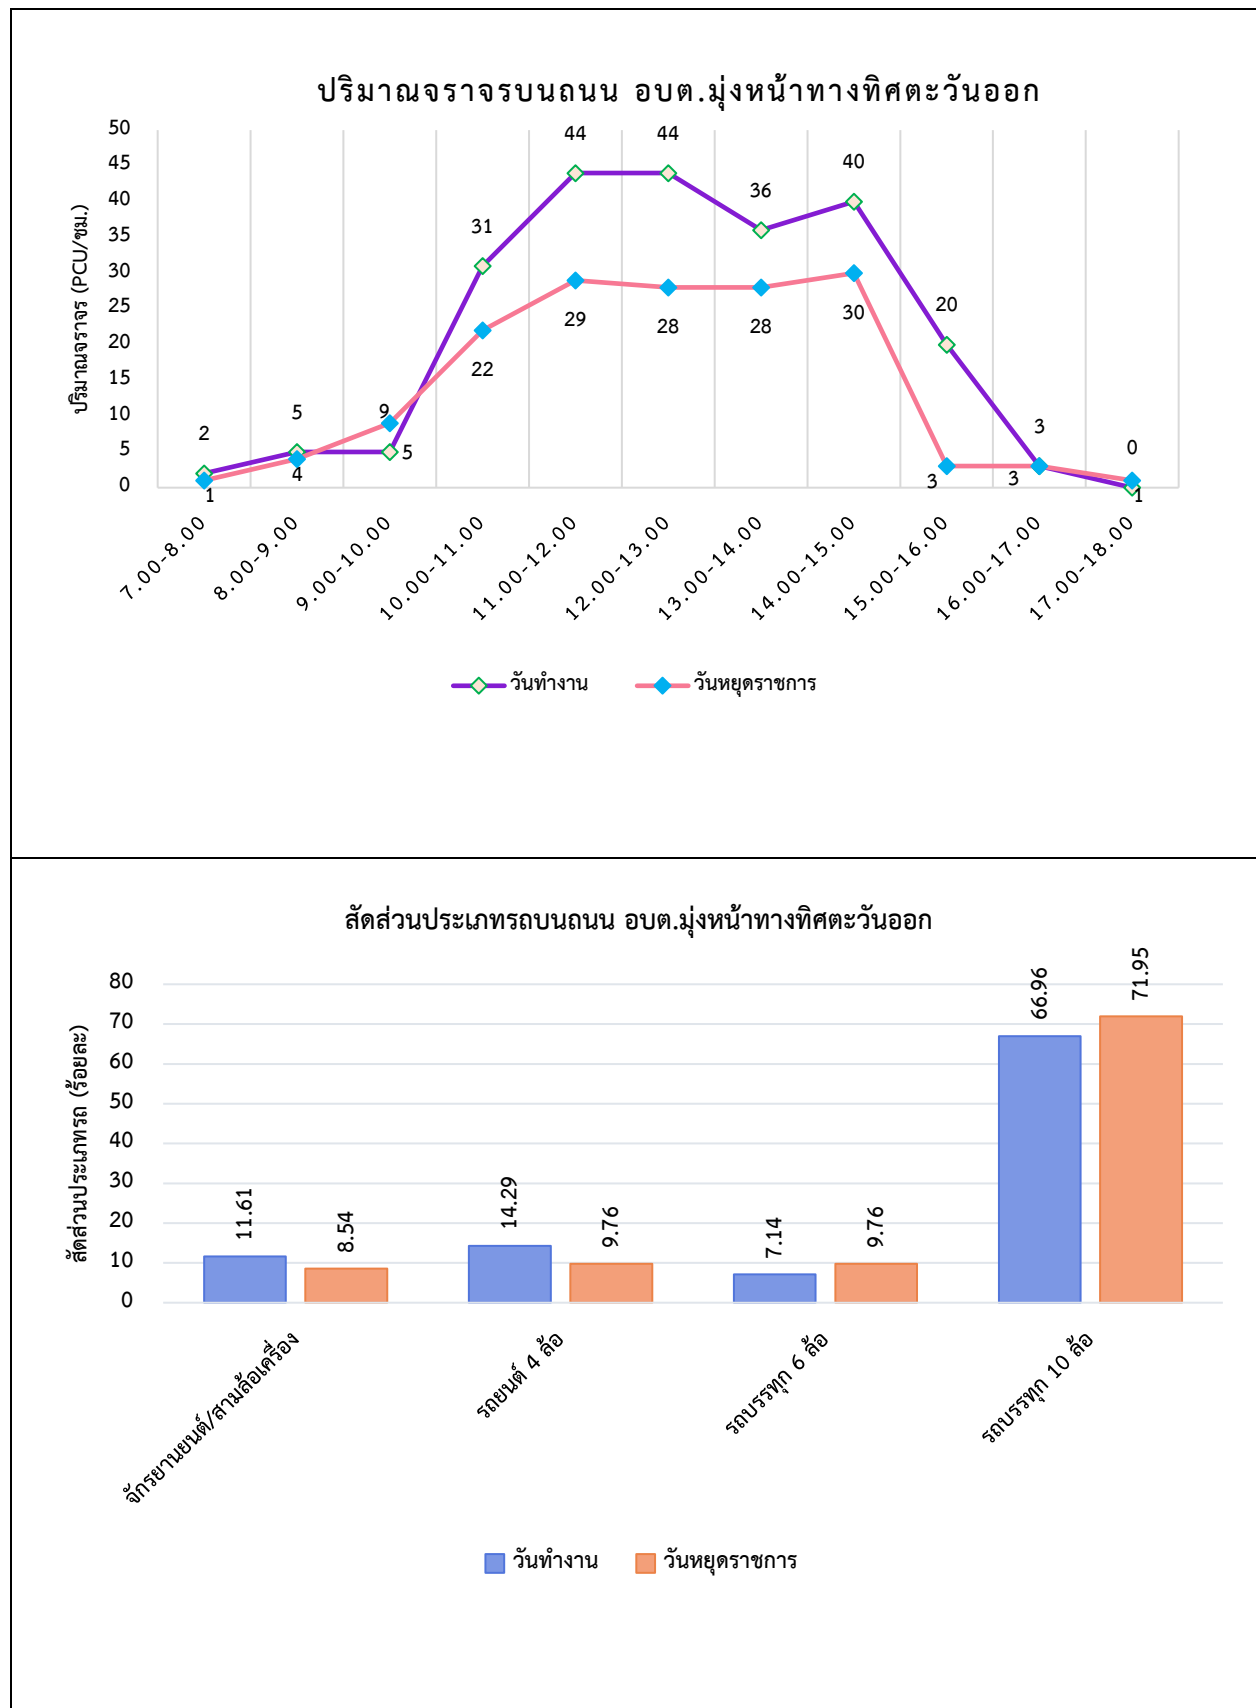 ปริมาณจราจรบนถนน อบต.มุ่งหน้าทางทิศตะวันออก
ปริมาณจราจร (PCU/ชม.)
50
45
40
35
30
25
20
15
10
5
0
2 5 5 31 44 44 36 40 20 3 0
1 4 9 22 29 28 28 30 3 3 1
7.00-8.00
8.00-9.00
9.00-10.00
10.00-11.00
11.00-12.00
12.00-13.00
13.00-14.00
14.00-15.00
15.00-16.00
16.00-17.00
17.00-18.00
วันทำงาน วันหยุดราชการ
สัดส่วนประเภทรถบนถนน อบต.มุ่งหน้าทางทิศตะวันออก
สัดส่วนประเภทรถ (ร้อยละ)
80
70
60
50
40
30
20
10
0
11.61 8.54 14.29 9.76 7.14 9.76 66.96 71.95
จักรยานยนต์/สามล้อเครื่อง
รถยนต์ 4 ล้อ
รถบรรทุก 6 ล้อ
รถบรรทุก 10 ล้อ
วันทำงาน วันหยุดราชการ